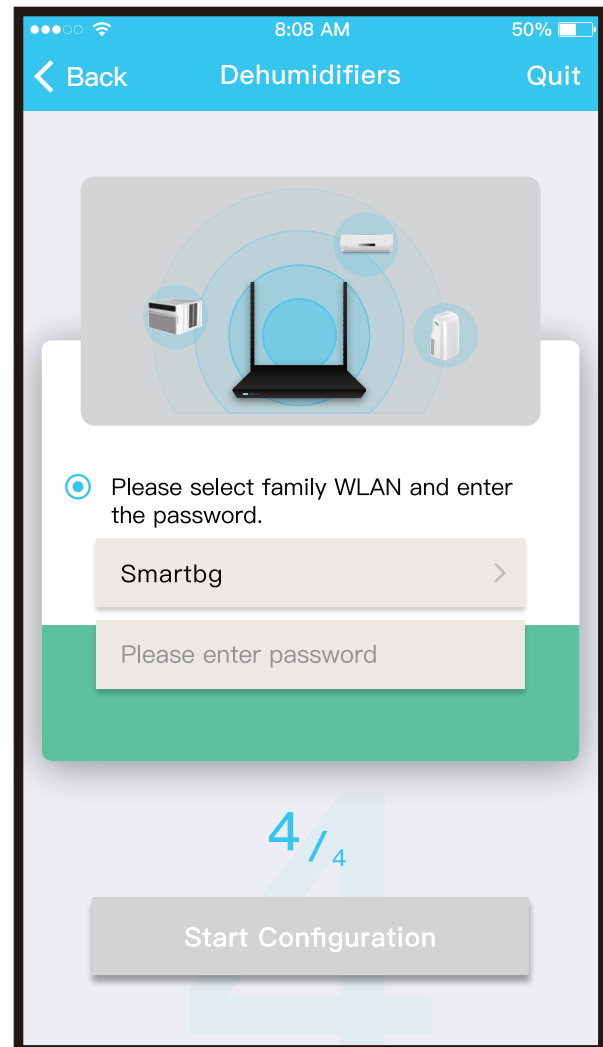 8:08 AM
50%
Back
Dehumidifiers
Quit
Please select family WLAN and enter
the password.
Smartbg
Please enter password
4/4
4
Start Configuration